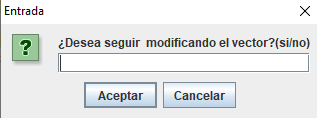 Entrada
¿Desea seguir  modificando el vector?(si/no)
?
Aceptar
Cancelar